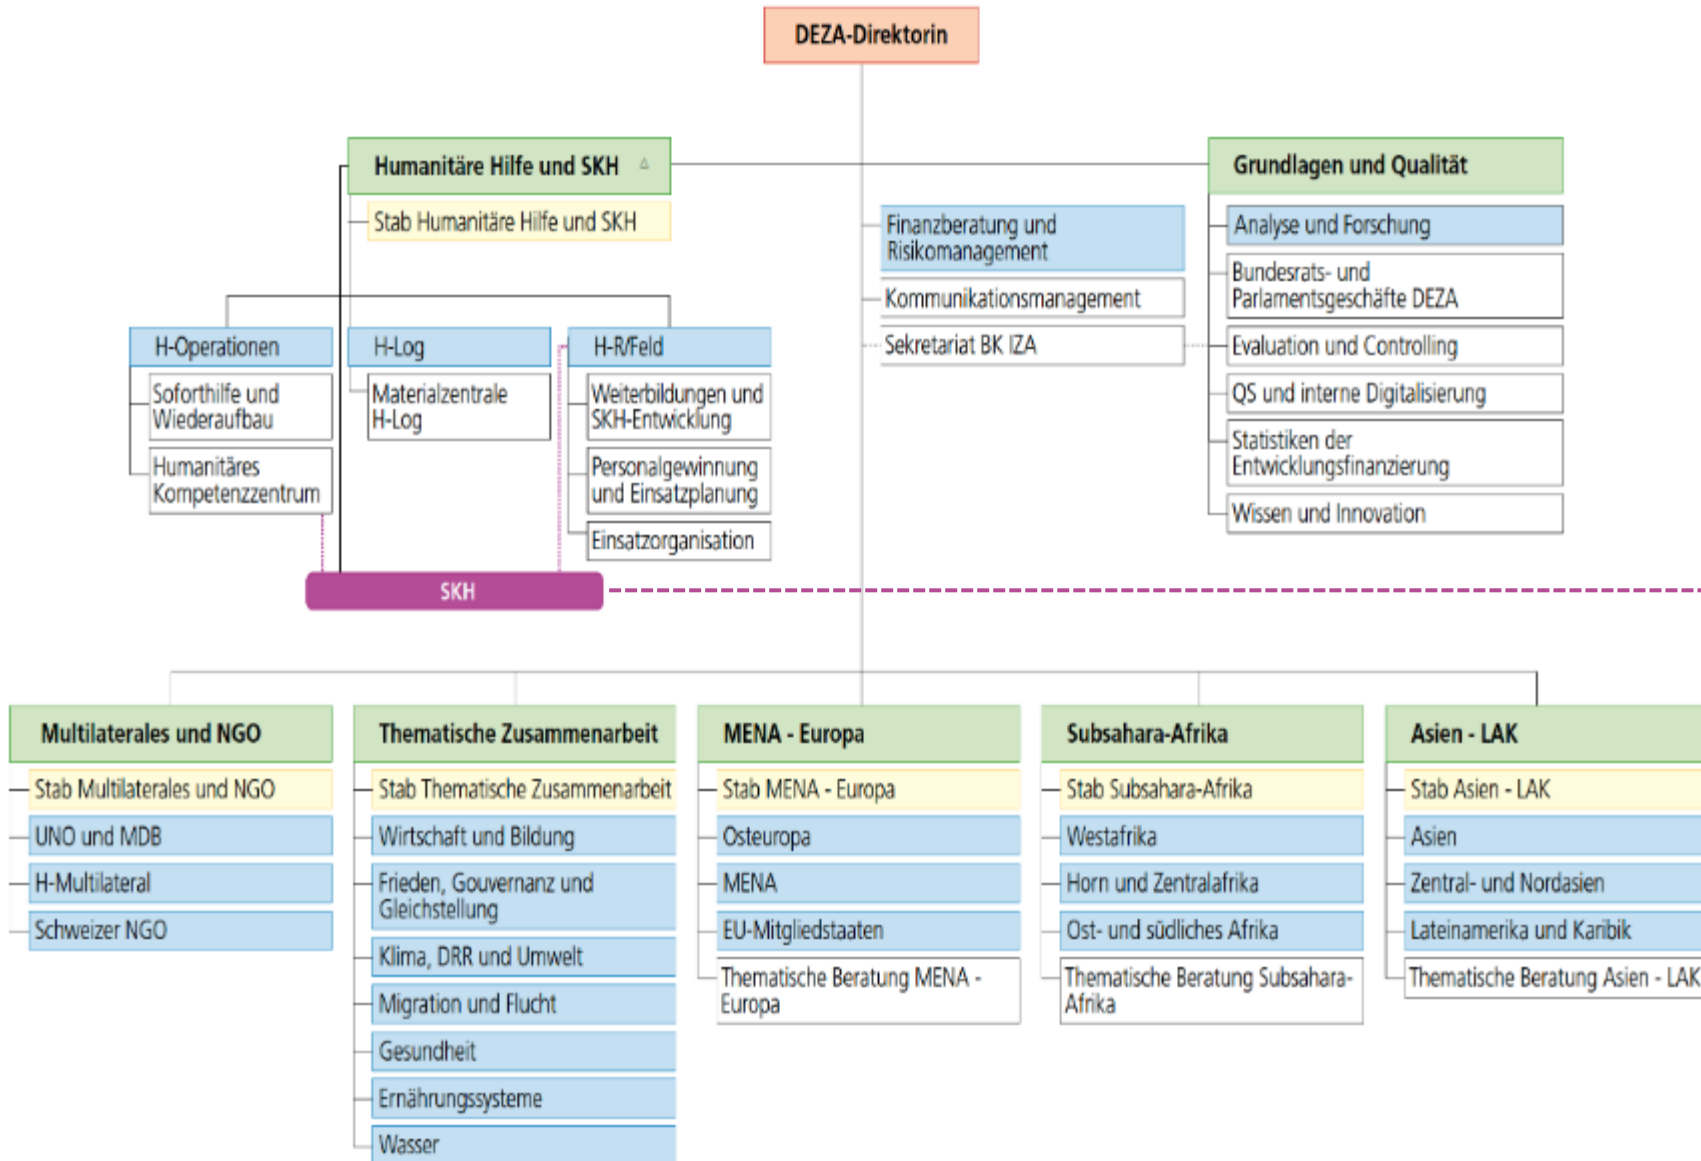 DEZA-Direktorin
Humanitäre Hilfe und SKH
Stab Humanitäre Hilfe und SKH
H-Operationen
Soforthilfe und
Wiederaufbau
Humanitäres
Kompetenzzentrum
H-Log
Materialzentrale
H-Log
H-R/Feld
Weiterbildungen und
SKH-Entwicklung
Personalgewinnung
und Einsatzplanung
Einsatzorganisation
SKH
Finanzberatung und
Risikomanagement
Kommunikationsmanagement
Sekretariat BK IZA
Grundlagen und Qualität
Analyse und Forschung
Bundesrats- und
Parlamentsgeschäfte DEZA
Evaluation und Controlling
QS und interne Digitalisierung
Statistiken der
Entwicklungsfinanzierung
Wissen und Innovation
Multilaterales und NGO
Stab Multilaterales und NGO
UNO und MDB
H-Multilateral
Schweizer NGO
Thematische Zusammenarbeit
Stab Thematische Zusammenarbeit
Wirtschaft und Bildung
Frieden, Gouvernanz und
Gleichstellung
Klima, DRR und Umwelt
Migration und Flucht
Gesundheit
Ernährungssysteme
Wasser
MENA - Europa
Stab MENA - Europa
Osteuropa
MENA
EU-Mitgliedstaaten
Thematische Beratung MENA -
Europa
Subsahara-Afrika
Stab Subsahara-Afrika
Westafrika
Horn und Zentralafrika
Ost- und südliches Afrika
Thematische Beratung Subsahara-
Afrika
Asien - LAK
Stab Asien - LAK
Asien
Zentral- und Nordasien
Lateinamerika und Karibik
Thematische Beratung Asien - LAK